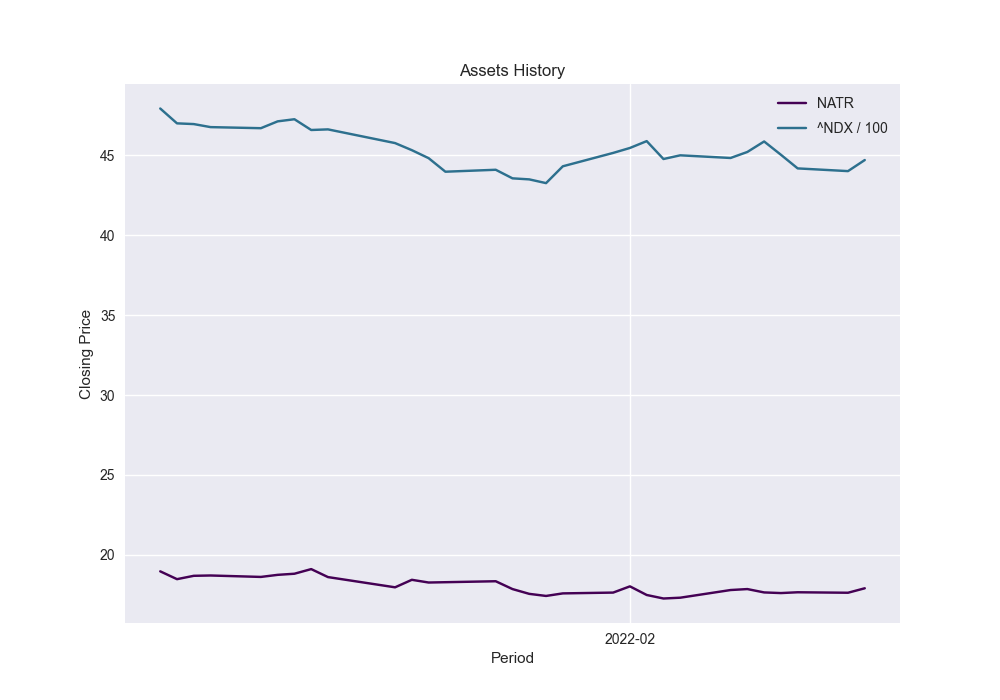 Assets History
NATR
^NDX / 100
45
40
35
30
25
20
Closing Price
2022-02
Period